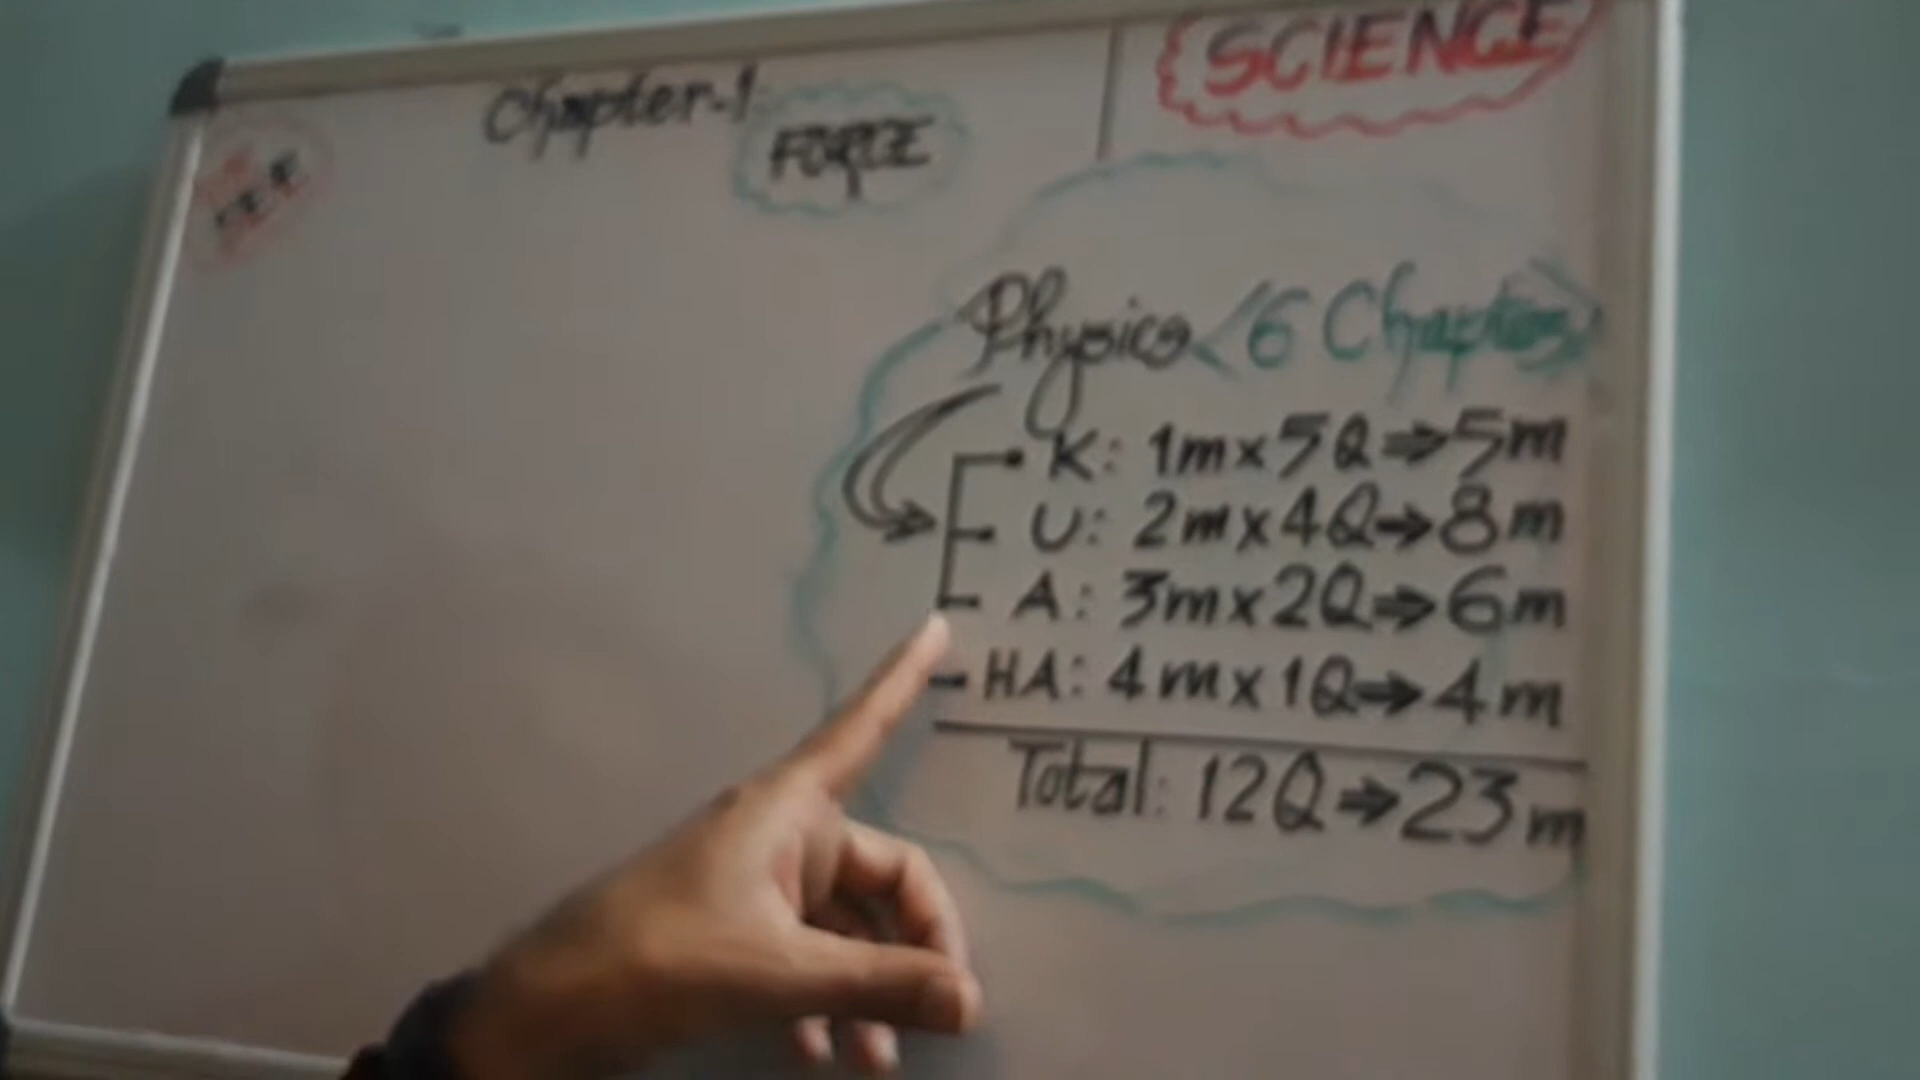 SCIENCE
Chapter-1
FORCE
Physics <6 Chapters>
K: 1m x 5Q ⇒ 5m
U: 2m x 4Q ⇒ 8m
A: 3m x 2Q ⇒ 6m
HA: 4m x 1Q ⇒ 4m
Total: 12Q ⇒ 23m